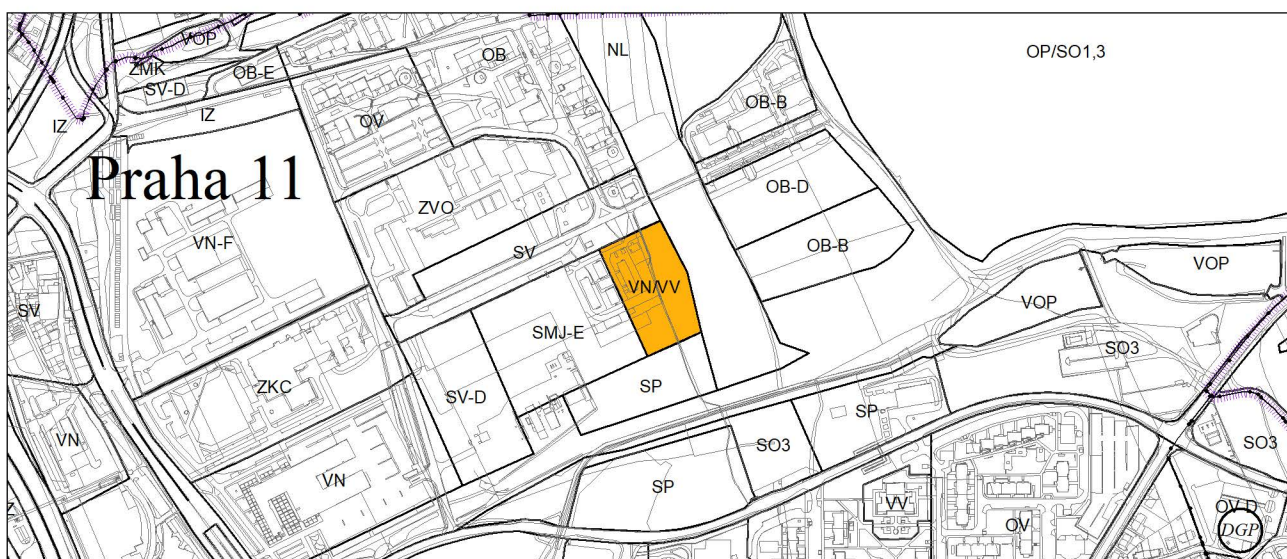 VOP
NL
OB
OP/SO1,3
ZMK
OB-E
SV-D
OB-B
IZ
IZ
OV
Praha 11
OB-D
ZVO
VN-F
OB-B
SV
VOP
SV
VN/VV
VOP
SMJ-E
SO3
ZKC
SP
SV-D
SP
VN
SO3
SO3
VN
SP
VV
OV
OV-D
DGP